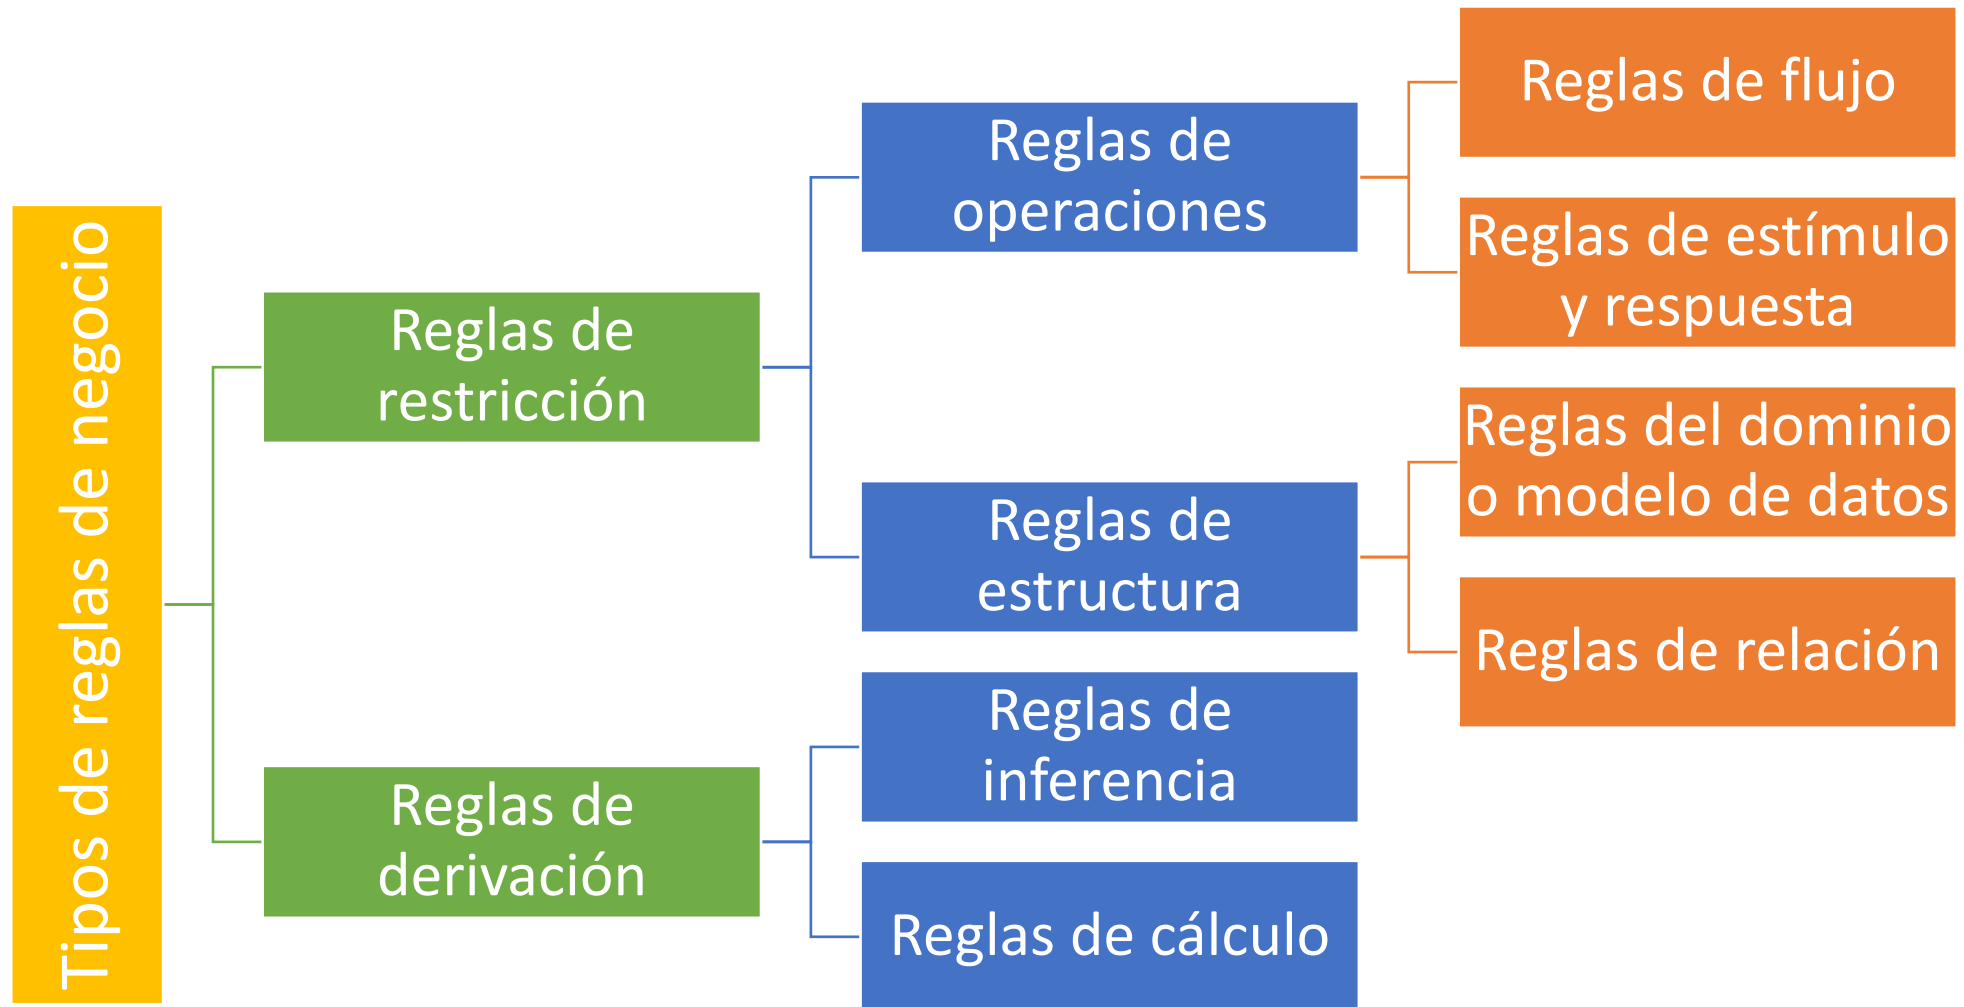 Tipos de reglas de negocio
Reglas de
restricción
Reglas de
operaciones
Reglas de flujo
Reglas de estímulo
y respuesta
Reglas de
estructura
Reglas del dominio
o modelo de datos
Reglas de relación
Reglas de
derivación
Reglas de
inferencia
Reglas de cálculo